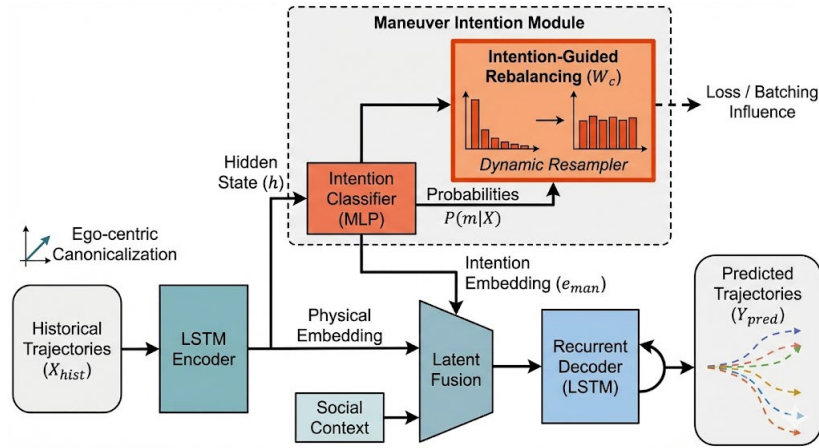 Maneuver Intention Module
Intention-Guided
Rebalancing (W_c)
Dynamic Resampler
Loss / Batching
Influence
Hidden
State (h)
Intention
Classifier
(MLP)
Probabilities
P(m|X)
Ego-centric
Canonicalization
Intention
Embedding (e_man)
Historical
Trajectories
(X_hist)
LSTM
Encoder
Physical
Embedding
Latent
Fusion
Social
Context
Recurrent
Decoder
(LSTM)
Predicted
Trajectories
(Y_pred)